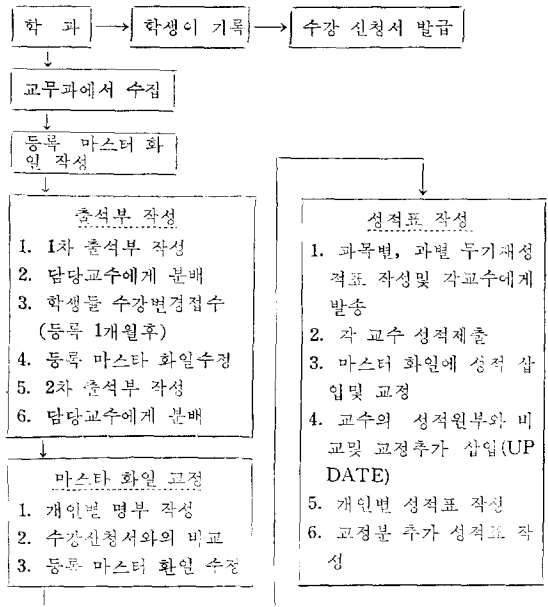 학 과
학생이 기록
수강 신청서 발급
교무과에서 수집
등록 마스터 화
일 작성
출석부 작성
1. 1차 출석부 작성
2. 담당교수에게 분배
3. 학생들 수강변경접수
(등록 1개월후)
4. 등록 마스타 화일수정
5. 2차 출석부 작성
6. 담당교수에게 분배
마스타 화일 교정
1. 개인별 명부 작성
2. 수강신청서와의 비교
3. 등록 마스터 환일 수정
성적표 작성
1. 과목별, 과별 무기재성
적표 작성및 각교수에게
발송
2. 각 교수 성적제출
3. 마스터 화일에 성적 삽
입및 교정
4. 교수의 성적원부와 비
교및 교정추가 삽입(UP
DATE)
5. 개인별 성적표 작성
6. 교정분 추가 성적표 작
성